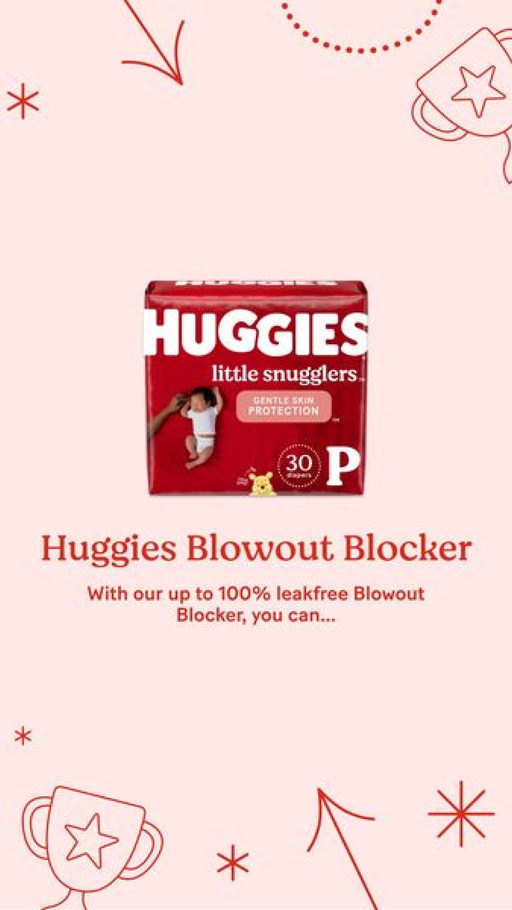 HUGGIES
HUGGIES
little snugglers
GENTLE SKIN
PROTECTION
30
diapers
P
Huggies Blowout Blocker
With our up to 100% leakfree Blowout
Blocker, you can...